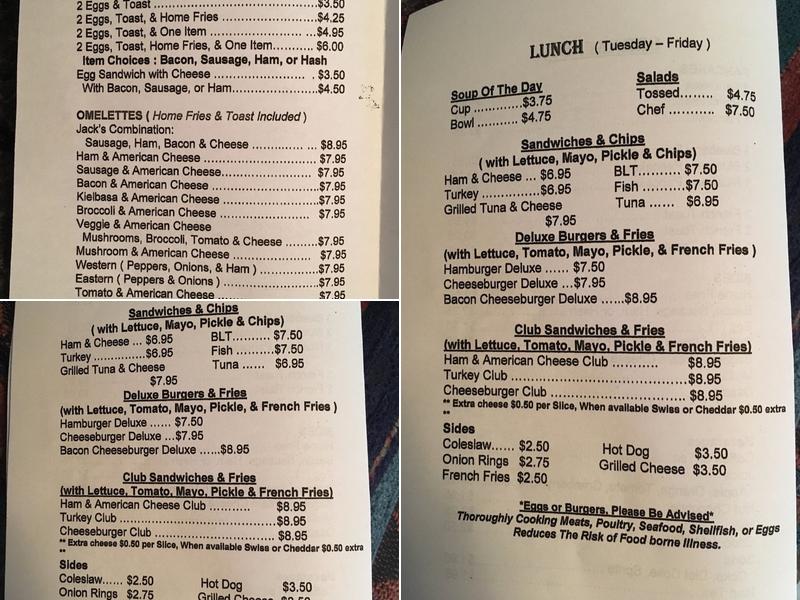 2 Eggs & Toast ........................ $3.50
2 Eggs, Toast, & Home Fries ........................ $4.25
2 Eggs, Toast, & One Item ........................ $4.95
2 Eggs, Toast, Home Fries, & One Item............ $6.00
Item Choices : Bacon, Sausage, Ham, or Hash
Egg Sandwich with Cheese ........................ . $3.50
With Bacon, Sausage, or Ham........................ $4.50
OMELETTES ( Home Fries & Toast Included )
Jack's Combination:
Sausage, Ham, Bacon & Cheese ............... ... $8.95
Ham & American Cheese ........................ $7.95
Sausage & American Cheese........................ $7.95
Bacon & American Cheese ........................ $7.95
Kielbasa & American Cheese ........................ $7.95
Broccoli & American Cheese ........................ $7.95
Veggie & American Cheese
Mushrooms, Broccoli, Tomato & Cheese ........$7.95
Mushroom & American Cheese ........................ $7.95
Western ( Peppers, Onions, & Ham ) ........................$7.95
Eastern ( Peppers & Onions ) ........................$7.95
Tomato & American Cheese ........................ $7.95
Sandwiches & Chips
( with Lettuce, Mayo, Pickle & Chips)
Ham & Cheese ... $6.95 BLT.......... $7.50
Turkey ..............$6.95 Fish ..........$7.50
Grilled Tuna & Cheese Tuna ...... $6.95
$7.95
Deluxe Burgers & Fries
(with Lettuce, Tomato, Mayo, Pickle, & French Fries )
Hamburger Deluxe ...... $7.50
Cheeseburger Deluxe ...$7.95
Bacon Cheeseburger Deluxe ......$8.95
Club Sandwiches & Fries
(with Lettuce, Tomato, Mayo, Pickle & French Fries)
Ham & American Cheese Club ........... $8.95
Turkey Club ........................................$8.95
Cheeseburger Club ................................ $8.95
** Extra cheese $0.50 per Slice, When available Swiss or Cheddar $0.50 extra
**
Sides
Coleslaw...... $2.50 Hot Dog $3.50
Onion Rings $2.75 Grilled Cheese $3.50
LUNCH ( Tuesday – Friday )
Soup Of The Day Salads
Cup ............$3.75 Tossed........ $4.75
Bowl .......... $4.75 Chef ........... $7.50
Sandwiches & Chips
( with Lettuce, Mayo, Pickle & Chips)
Ham & Cheese ... $6.95 BLT.......... $7.50
Turkey ..............$6.95 Fish ..........$7.50
Grilled Tuna & Cheese Tuna ...... $6.95
$7.95
Deluxe Burgers & Fries
(with Lettuce, Tomato, Mayo, Pickle, & French Fries )
Hamburger Deluxe ...... $7.50
Cheeseburger Deluxe ...$7.95
Bacon Cheeseburger Deluxe ......$8.95
Club Sandwiches & Fries
(with Lettuce, Tomato, Mayo, Pickle & French Fries)
Ham & American Cheese Club ........... $8.95
Turkey Club ........................................$8.95
Cheeseburger Club ................................ $8.95
** Extra cheese $0.50 per Slice, When available Swiss or Cheddar $0.50 extra
**
Sides
Coleslaw...... $2.50 Hot Dog $3.50
Onion Rings $2.75 Grilled Cheese $3.50
French Fries $2.50
*Eggs or Burgers, Please Be Advised*
Thoroughly Cooking Meats, Poultry, Seafood, Shellfish, or Eggs
Reduces The Risk of Food borne Illness.